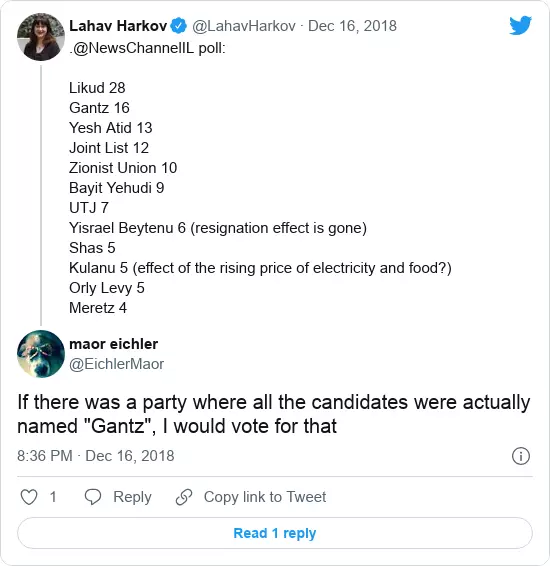 Lahav Harkov @LahavHarkov · Dec 16, 2018
.@NewsChannelIL poll:
Likud 28
Gantz 16
Yesh Atid 13
Joint List 12
Zionist Union 10
Bayit Yehudi 9
UTJ 7
Yisrael Beytenu 6 (resignation effect is gone)
Shas 5
Kulanu 5 (effect of the rising price of electricity and food?)
Orly Levy 5
Meretz 4
maor eichler
@EichlerMaor
If there was a party where all the candidates were actually
named "Gantz", I would vote for that
8:36 PM · Dec 16, 2018
1 Reply Copy link to Tweet
Read 1 reply